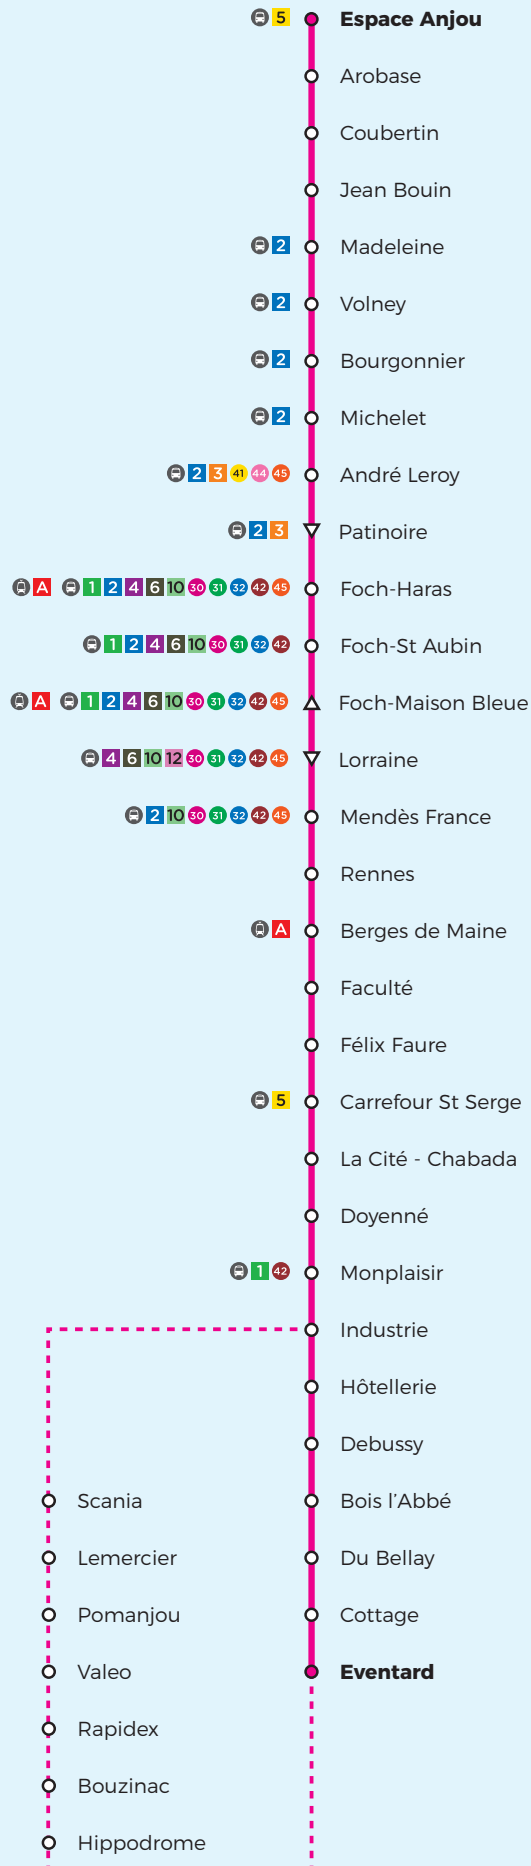 5 Espace Anjou
Arobase
Coubertin
Jean Bouin
2 Madeleine
2 Volney
2 Bourgonnier
2 Michelet
2 3 41 44 45 André Leroy
2 3 Patinoire
A 1 2 4 6 10 30 31 32 42 45 Foch-Haras
1 2 4 6 10 30 31 32 42 Foch-St Aubin
A 1 2 4 6 10 30 31 32 42 45 Foch-Maison Bleue
4 6 10 12 30 31 32 42 45 Lorraine
2 10 30 31 32 42 45 Mendès France
Rennes
A Berges de Maine
Faculté
Félix Faure
5 Carrefour St Serge
La Cité - Chabada
Doyenné
1 42 Monplaisir
Industrie
Hôtellerie
Debussy
Scania Bois l’Abbé
Lemercier Du Bellay
Pomanjou Cottage
Valeo Eventard
Rapidex
Bouzinac
Hippodrome